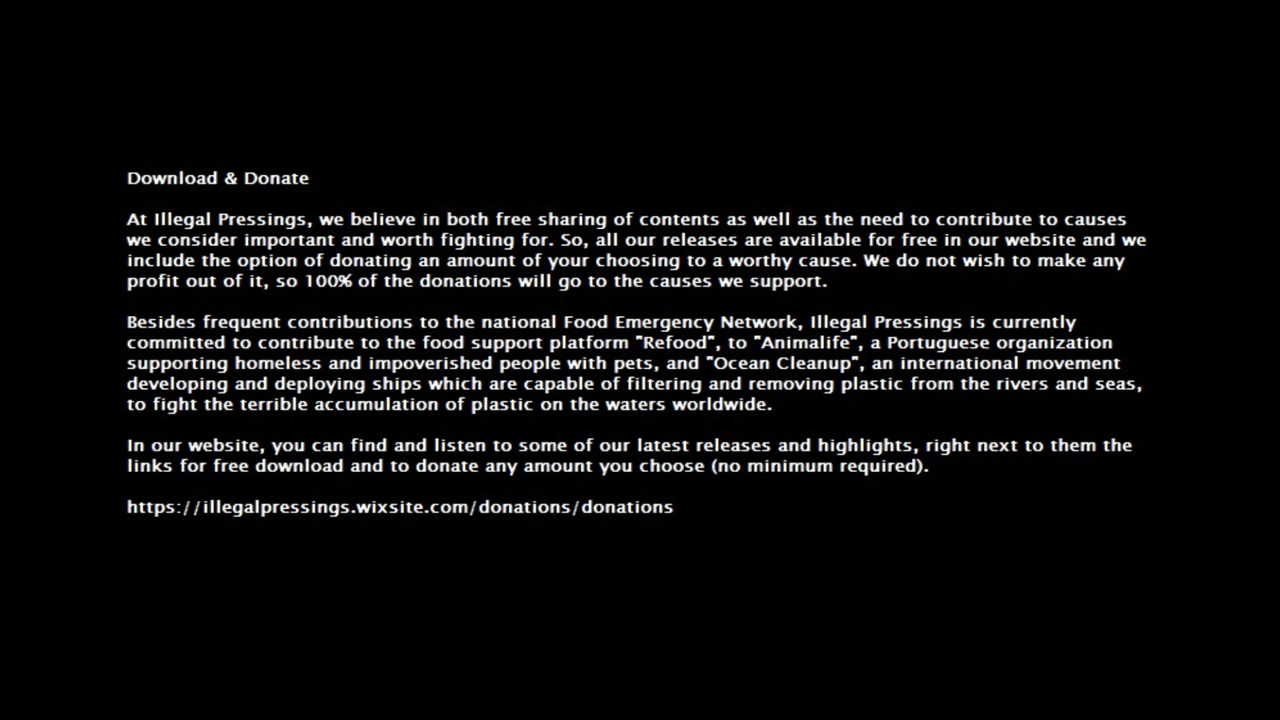 Download & Donate
At Illegal Pressings, we believe in both free sharing of contents as well as the need to contribute to causes
we consider important and worth fighting for. So, all our releases are available for free in our website and we
include the option of donating an amount of your choosing to a worthy cause. We do not wish to make any
profit out of it, so 100% of the donations will go to the causes we support.
Besides frequent contributions to the national Food Emergency Network, Illegal Pressings is currently
committed to contribute to the food support platform "Refood", to "Animalife", a Portuguese organization
supporting homeless and impoverished people with pets, and "Ocean Cleanup", an international movement
developing and deploying ships which are capable of filtering and removing plastic from the rivers and seas,
to fight the terrible accumulation of plastic on the waters worldwide.
In our website, you can find and listen to some of our latest releases and highlights, right next to them the
links for free download and to donate any amount you choose (no minimum required).
https://illegalpressings.wixsite.com/donations/donations